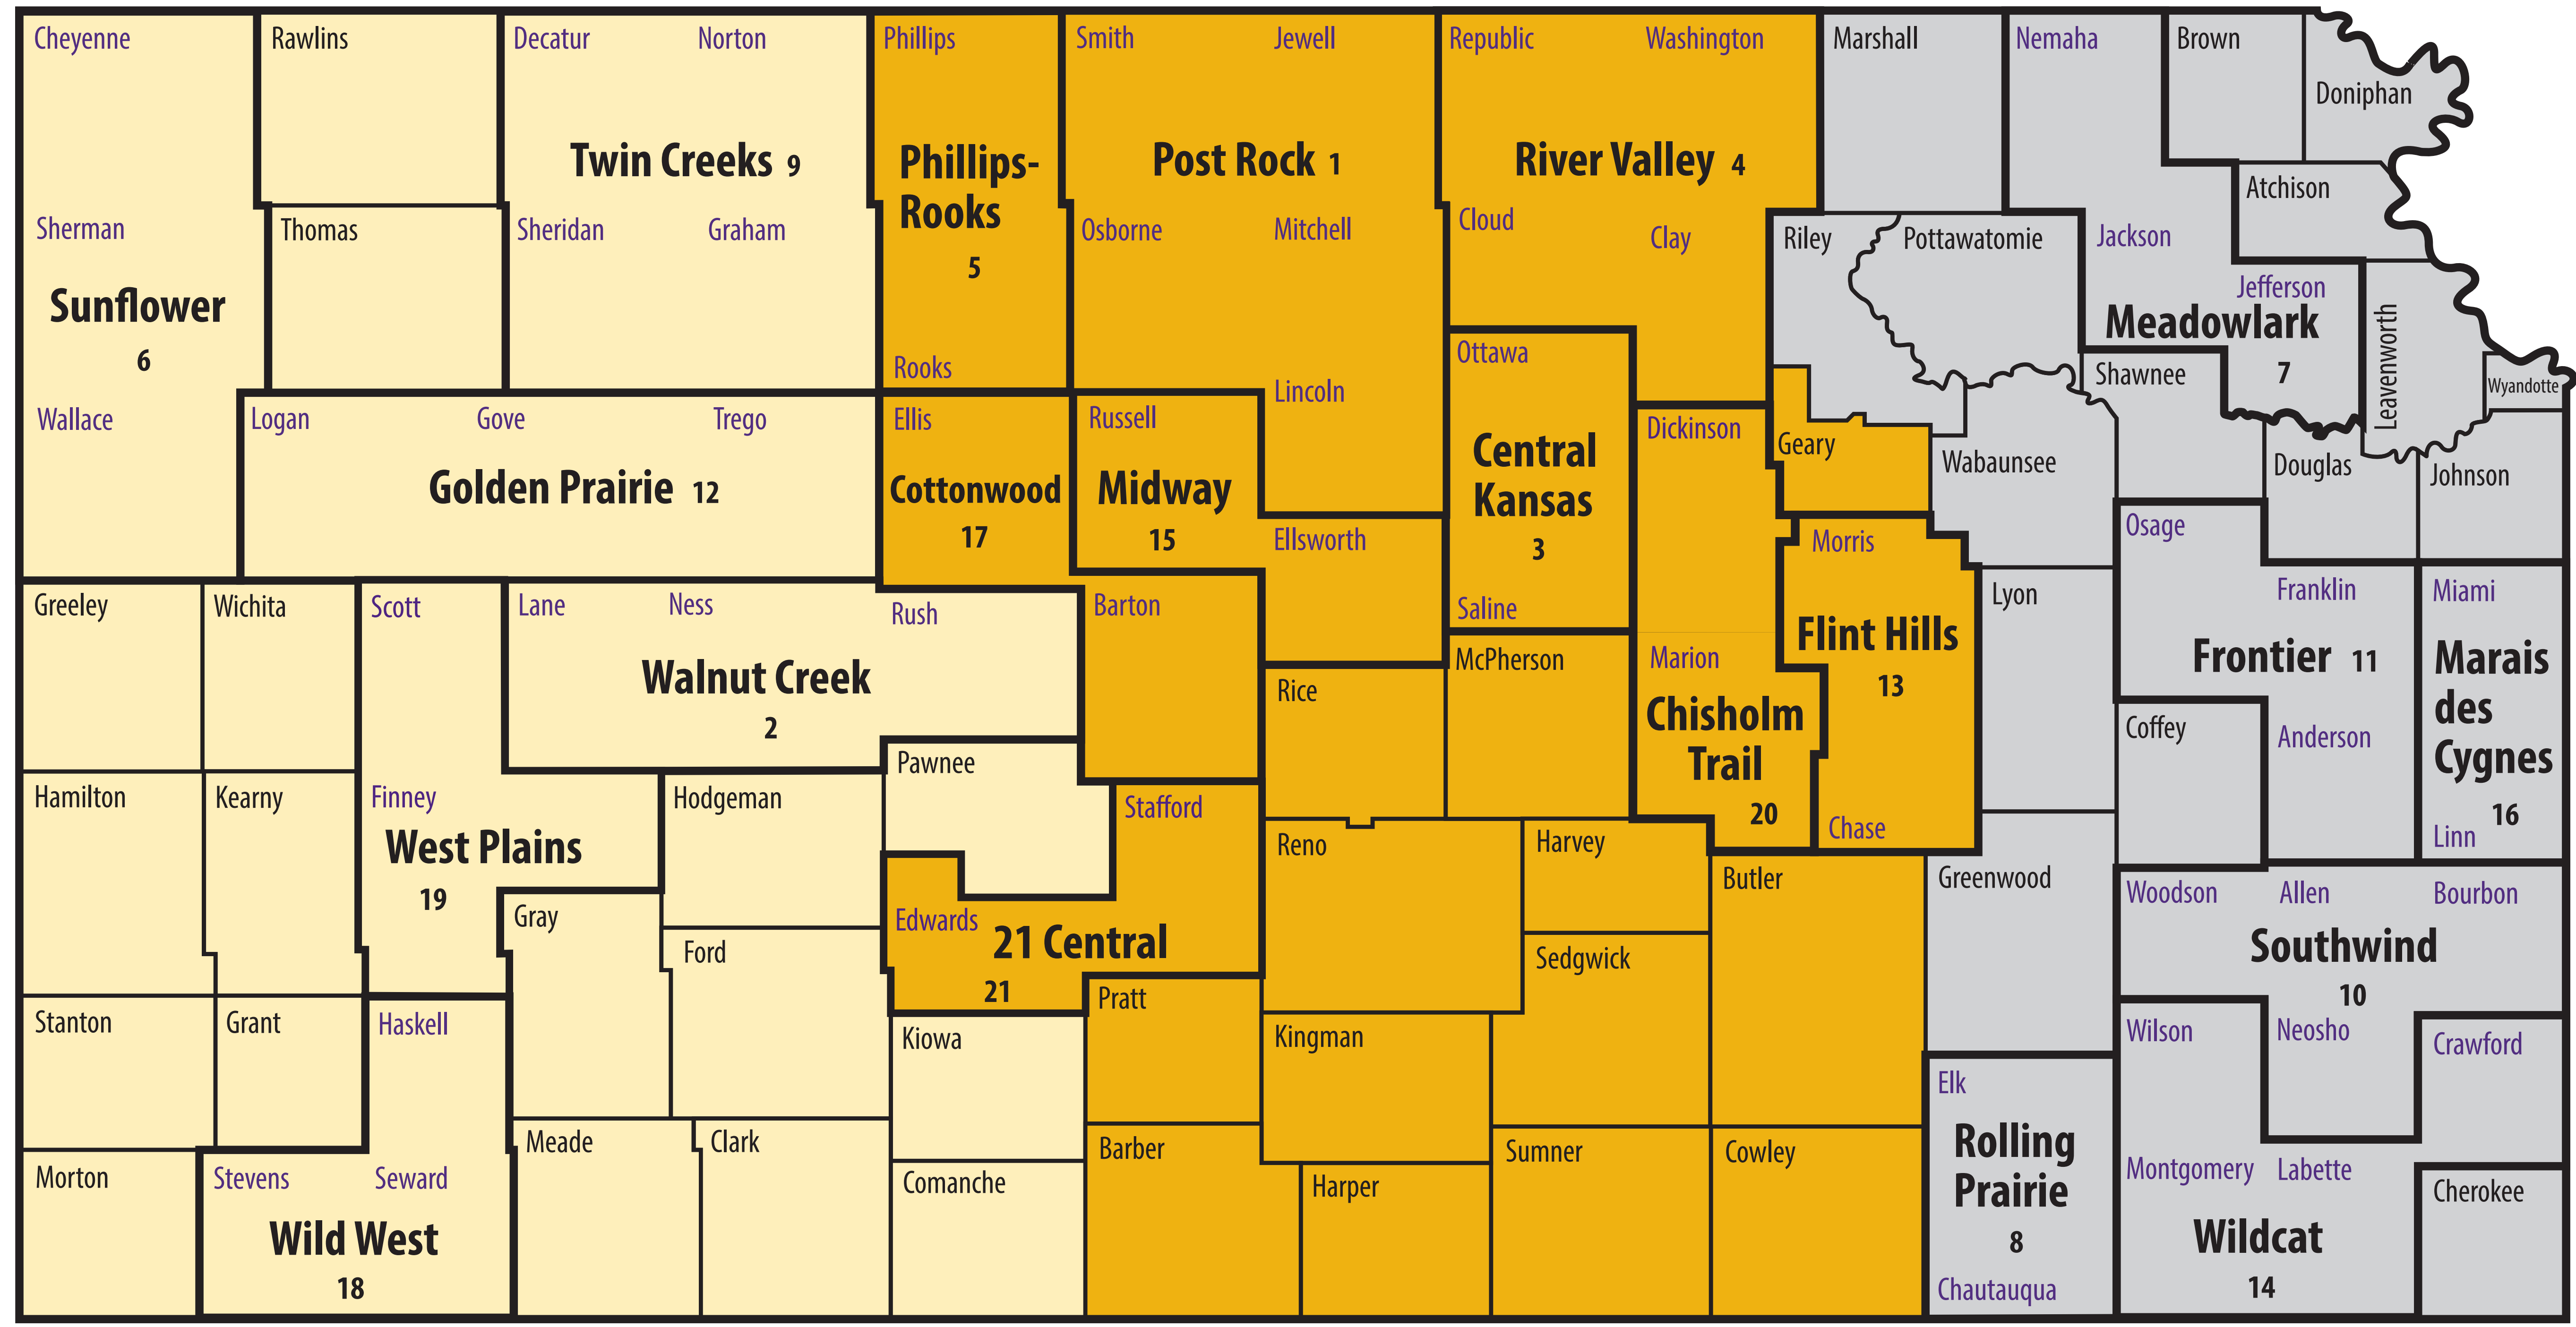 Cheyenne
Rawlins
Decatur
Norton
Phillips
Smith
Jewell
Republic
Washington
Marshall
Nemaha
Brown
Doniphan
Twin Creeks 9
Phillips-
Rooks
5
Post Rock 1
River Valley 4
Atchison
Sherman
Thomas
Sheridan
Graham
Osborne
Mitchell
Cloud
Clay
Riley
Pottawatomie
Jackson
Jefferson
Sunflower
6
Meadowlark
7
Leavenworth
Rooks
Lincoln
Ottawa
Shawnee
Wyandotte
Wallace
Logan
Gove
Trego
Ellis
Russell
Dickinson
Geary
Golden Prairie 12
Cottonwood
17
Midway
15
Central
Kansas
3
Wabaunsee
Douglas
Johnson
Ellsworth
Morris
Osage
Greeley
Wichita
Scott
Lane
Ness
Rush
Barton
Saline
Lyon
Franklin
Miami
Walnut Creek
2
McPherson
Marion
Flint Hills
13
Frontier 11
Marais
des
Cygnes
16
Rice
Chisholm
Trail
20
Coffey
Anderson
Pawnee
Hamilton
Kearny
Finney
Hodgeman
Stafford
Chase
Linn
West Plains
19
Reno
Harvey
Butler
Greenwood
Woodson
Allen
Bourbon
Gray
Ford
Edwards
21 Central
21
Sedgwick
Southwind
10
Stanton
Grant
Haskell
Kiowa
Pratt
Kingman
Wilson
Neosho
Crawford
Elk
Meade
Clark
Barber
Sumner
Cowley
Rolling
Prairie
8
Morton
Stevens
Seward
Comanche
Harper
Montgomery
Labette
Cherokee
Wild West
18
Wildcat
14
Chautauqua